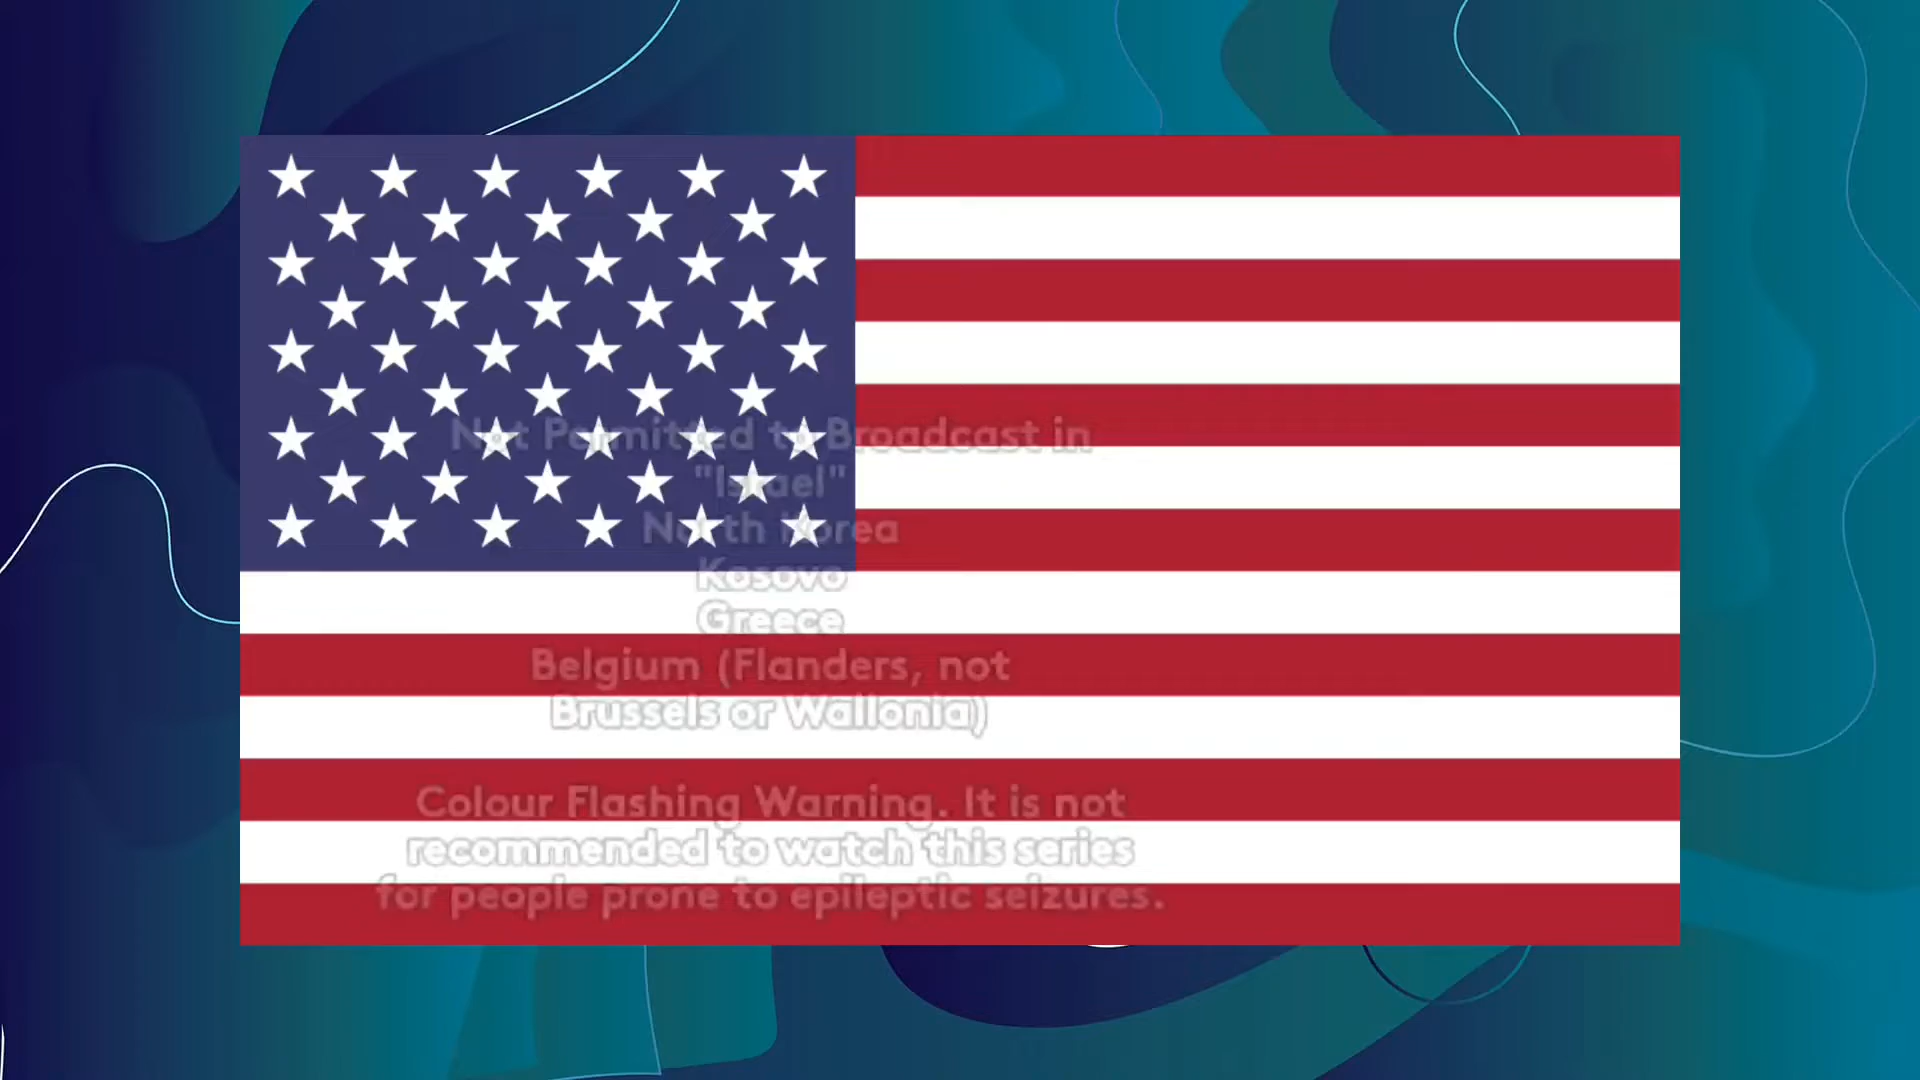 Not Permitted to Broadcast in
"Israel"
North Korea
Kosovo
Greece
Belgium (Flanders, not
Brussels or Wallonia)
Colour Flashing Warning. It is not
recommended to watch this series
for people prone to epileptic seizures.